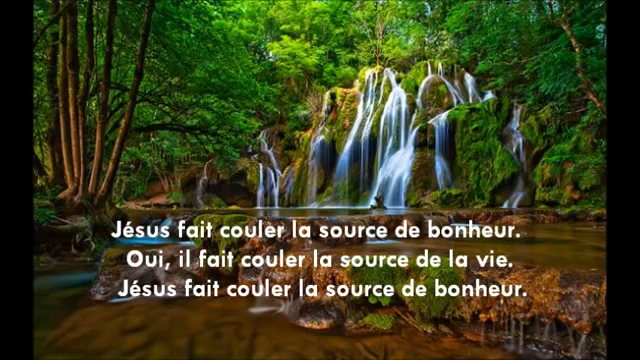 Jésus fait couler la source de bonheur.
Oui, il fait couler la source de la vie.
Jésus fait couler la source de bonheur.